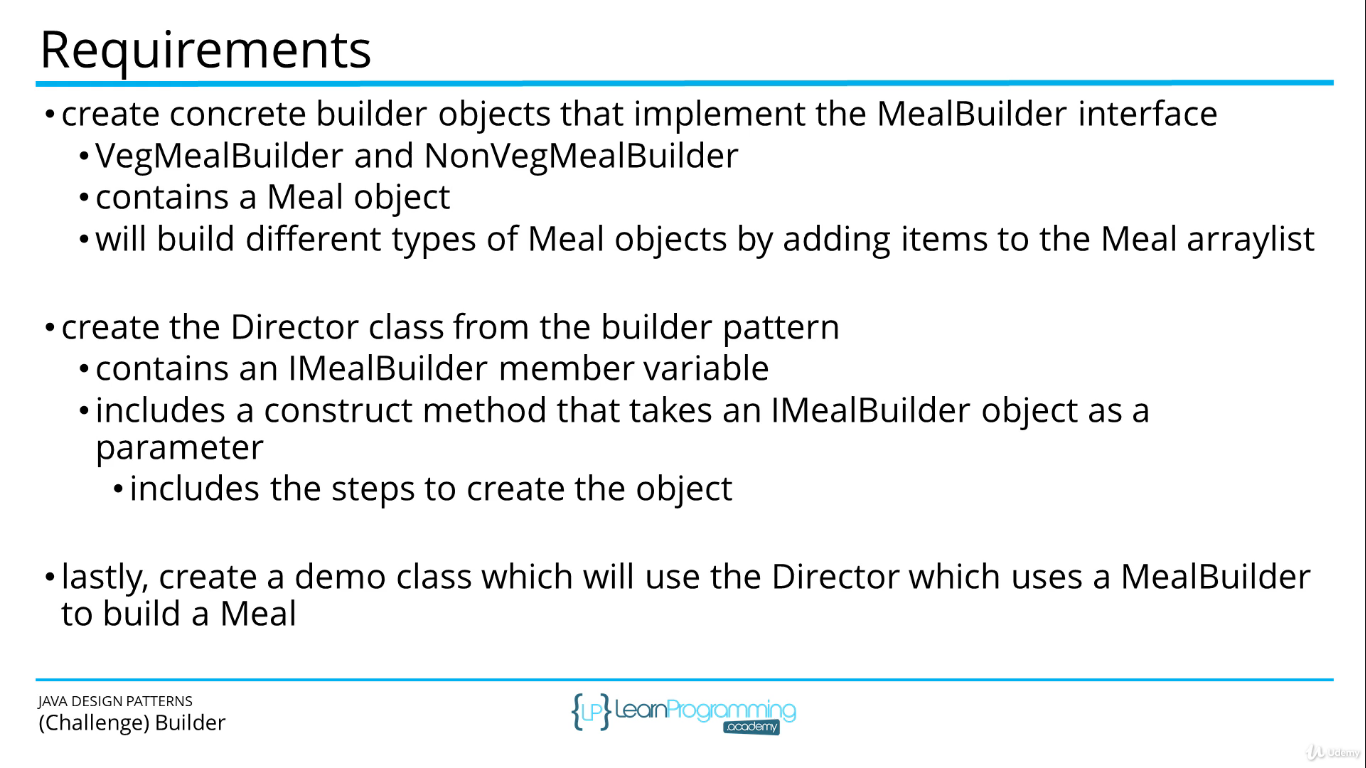 Requirements
• create concrete builder objects that implement the MealBuilder interface
• VegMealBuilder and NonVegMealBuilder
• contains a Meal object
• will build different types of Meal objects by adding items to the Meal arraylist
• create the Director class from the builder pattern
• contains an IMealBuilder member variable
• includes a construct method that takes an IMealBuilder object as a
parameter
• includes the steps to create the object
• lastly, create a demo class which will use the Director which uses a MealBuilder
to build a Meal
JAVA DESIGN PATTERNS
(Challenge) Builder
{LP} LearnProgramming
.academy
Udemy